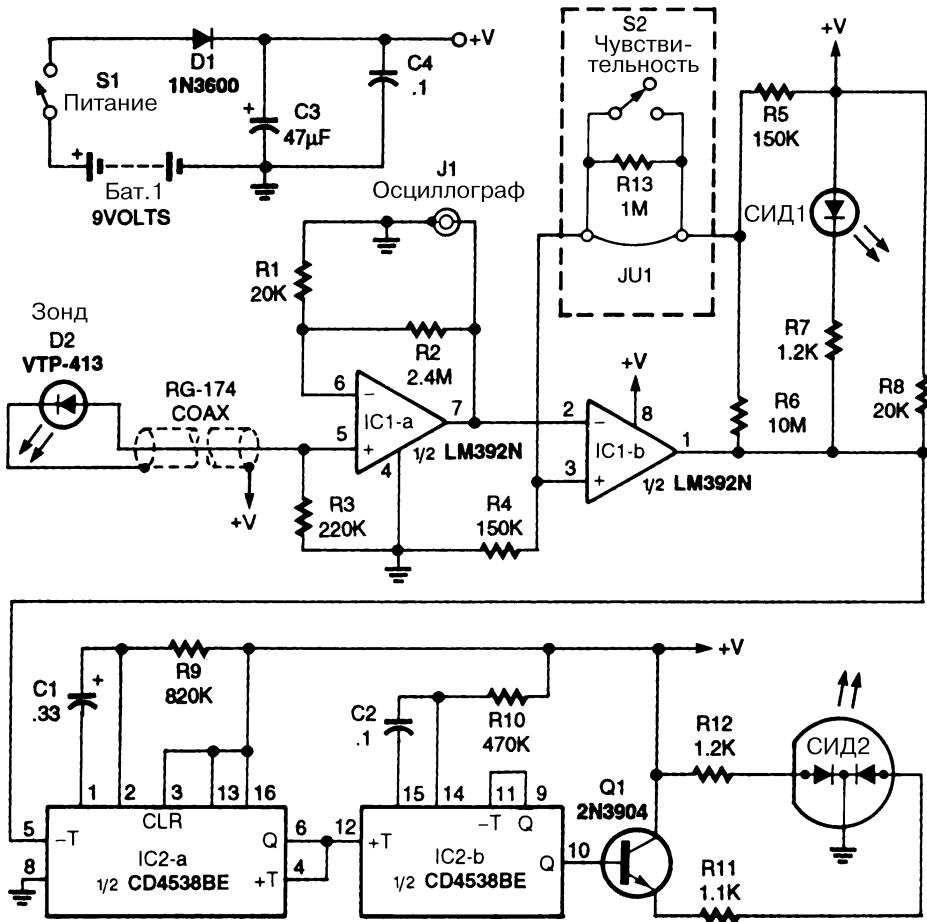 S1
Питание
D1
1N3600
+V
C4
.1
+
C3
47µF
+
Бат.1
9VOLTS
J1
Осциллограф
S2
Чувстви-
тельность
R13
1M
JU1
+V
R5
150K
СИД1
R1
20K
R2
2.4M
R7
1.2K
R8
20K
R6
10M
Зонд
D2
VTP-413
RG-174
COAX
+V
6
−
IC1-a
7
5
+
4
1/2 LM392N
R3
220K
R4
150K
+V
2
−
8
IC1-b
1
3
+
1/2 LM392N
+V
C1
.33
+
R9
820K
C2
.1
R10
470K
R12
1.2K
СИД2
Q1
2N3904
R11
1.1K
1
2
3
13
16
CLR
5
−T
Q
6
IC2-a
8
+T
4
1/2 CD4538BE
15
14
11
9
−T
Q
12
+T
IC2-b
Q
10
1/2 CD4538BE